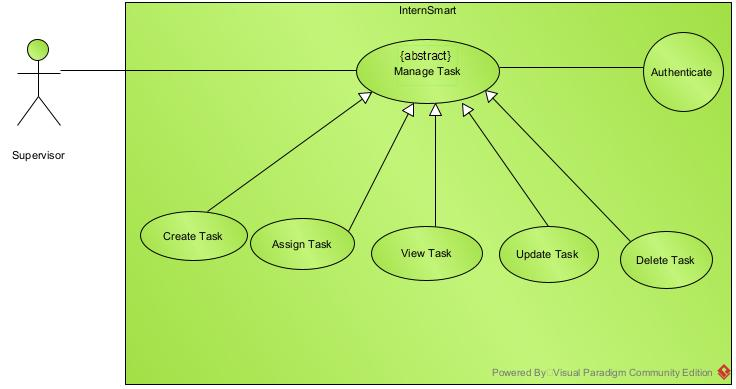 InternSmart
{abstract}
Manage Task
Authenticate
Supervisor
Create Task
Assign Task
View Task
Update Task
Delete Task
Powered By Visual Paradigm Community Edition